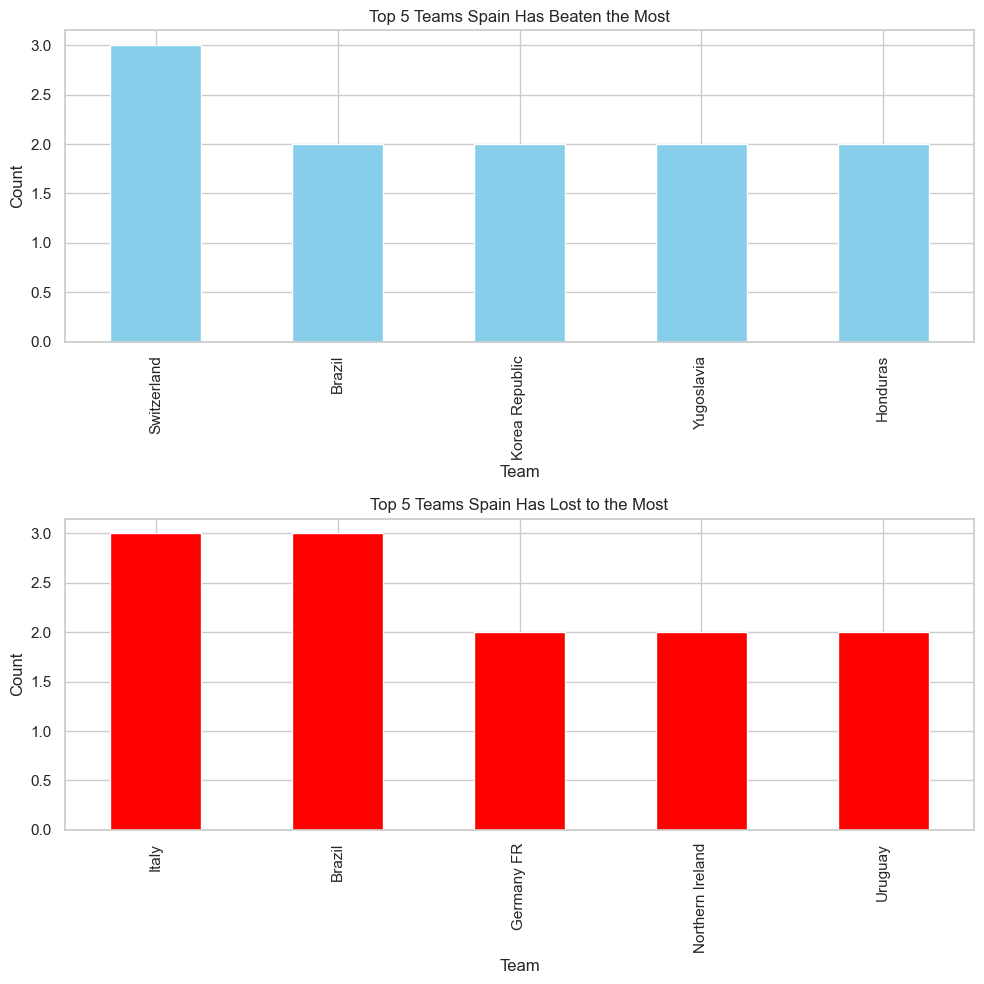 Top 5 Teams Spain Has Beaten the Most
3.0
2.5
2.0
1.5
1.0
0.5
0.0
Count
Switzerland
Brazil
Korea Republic
Yugoslavia
Honduras
Team
Top 5 Teams Spain Has Lost to the Most
3.0
2.5
2.0
1.5
1.0
0.5
0.0
Count
Italy
Brazil
Germany FR
Northern Ireland
Uruguay
Team